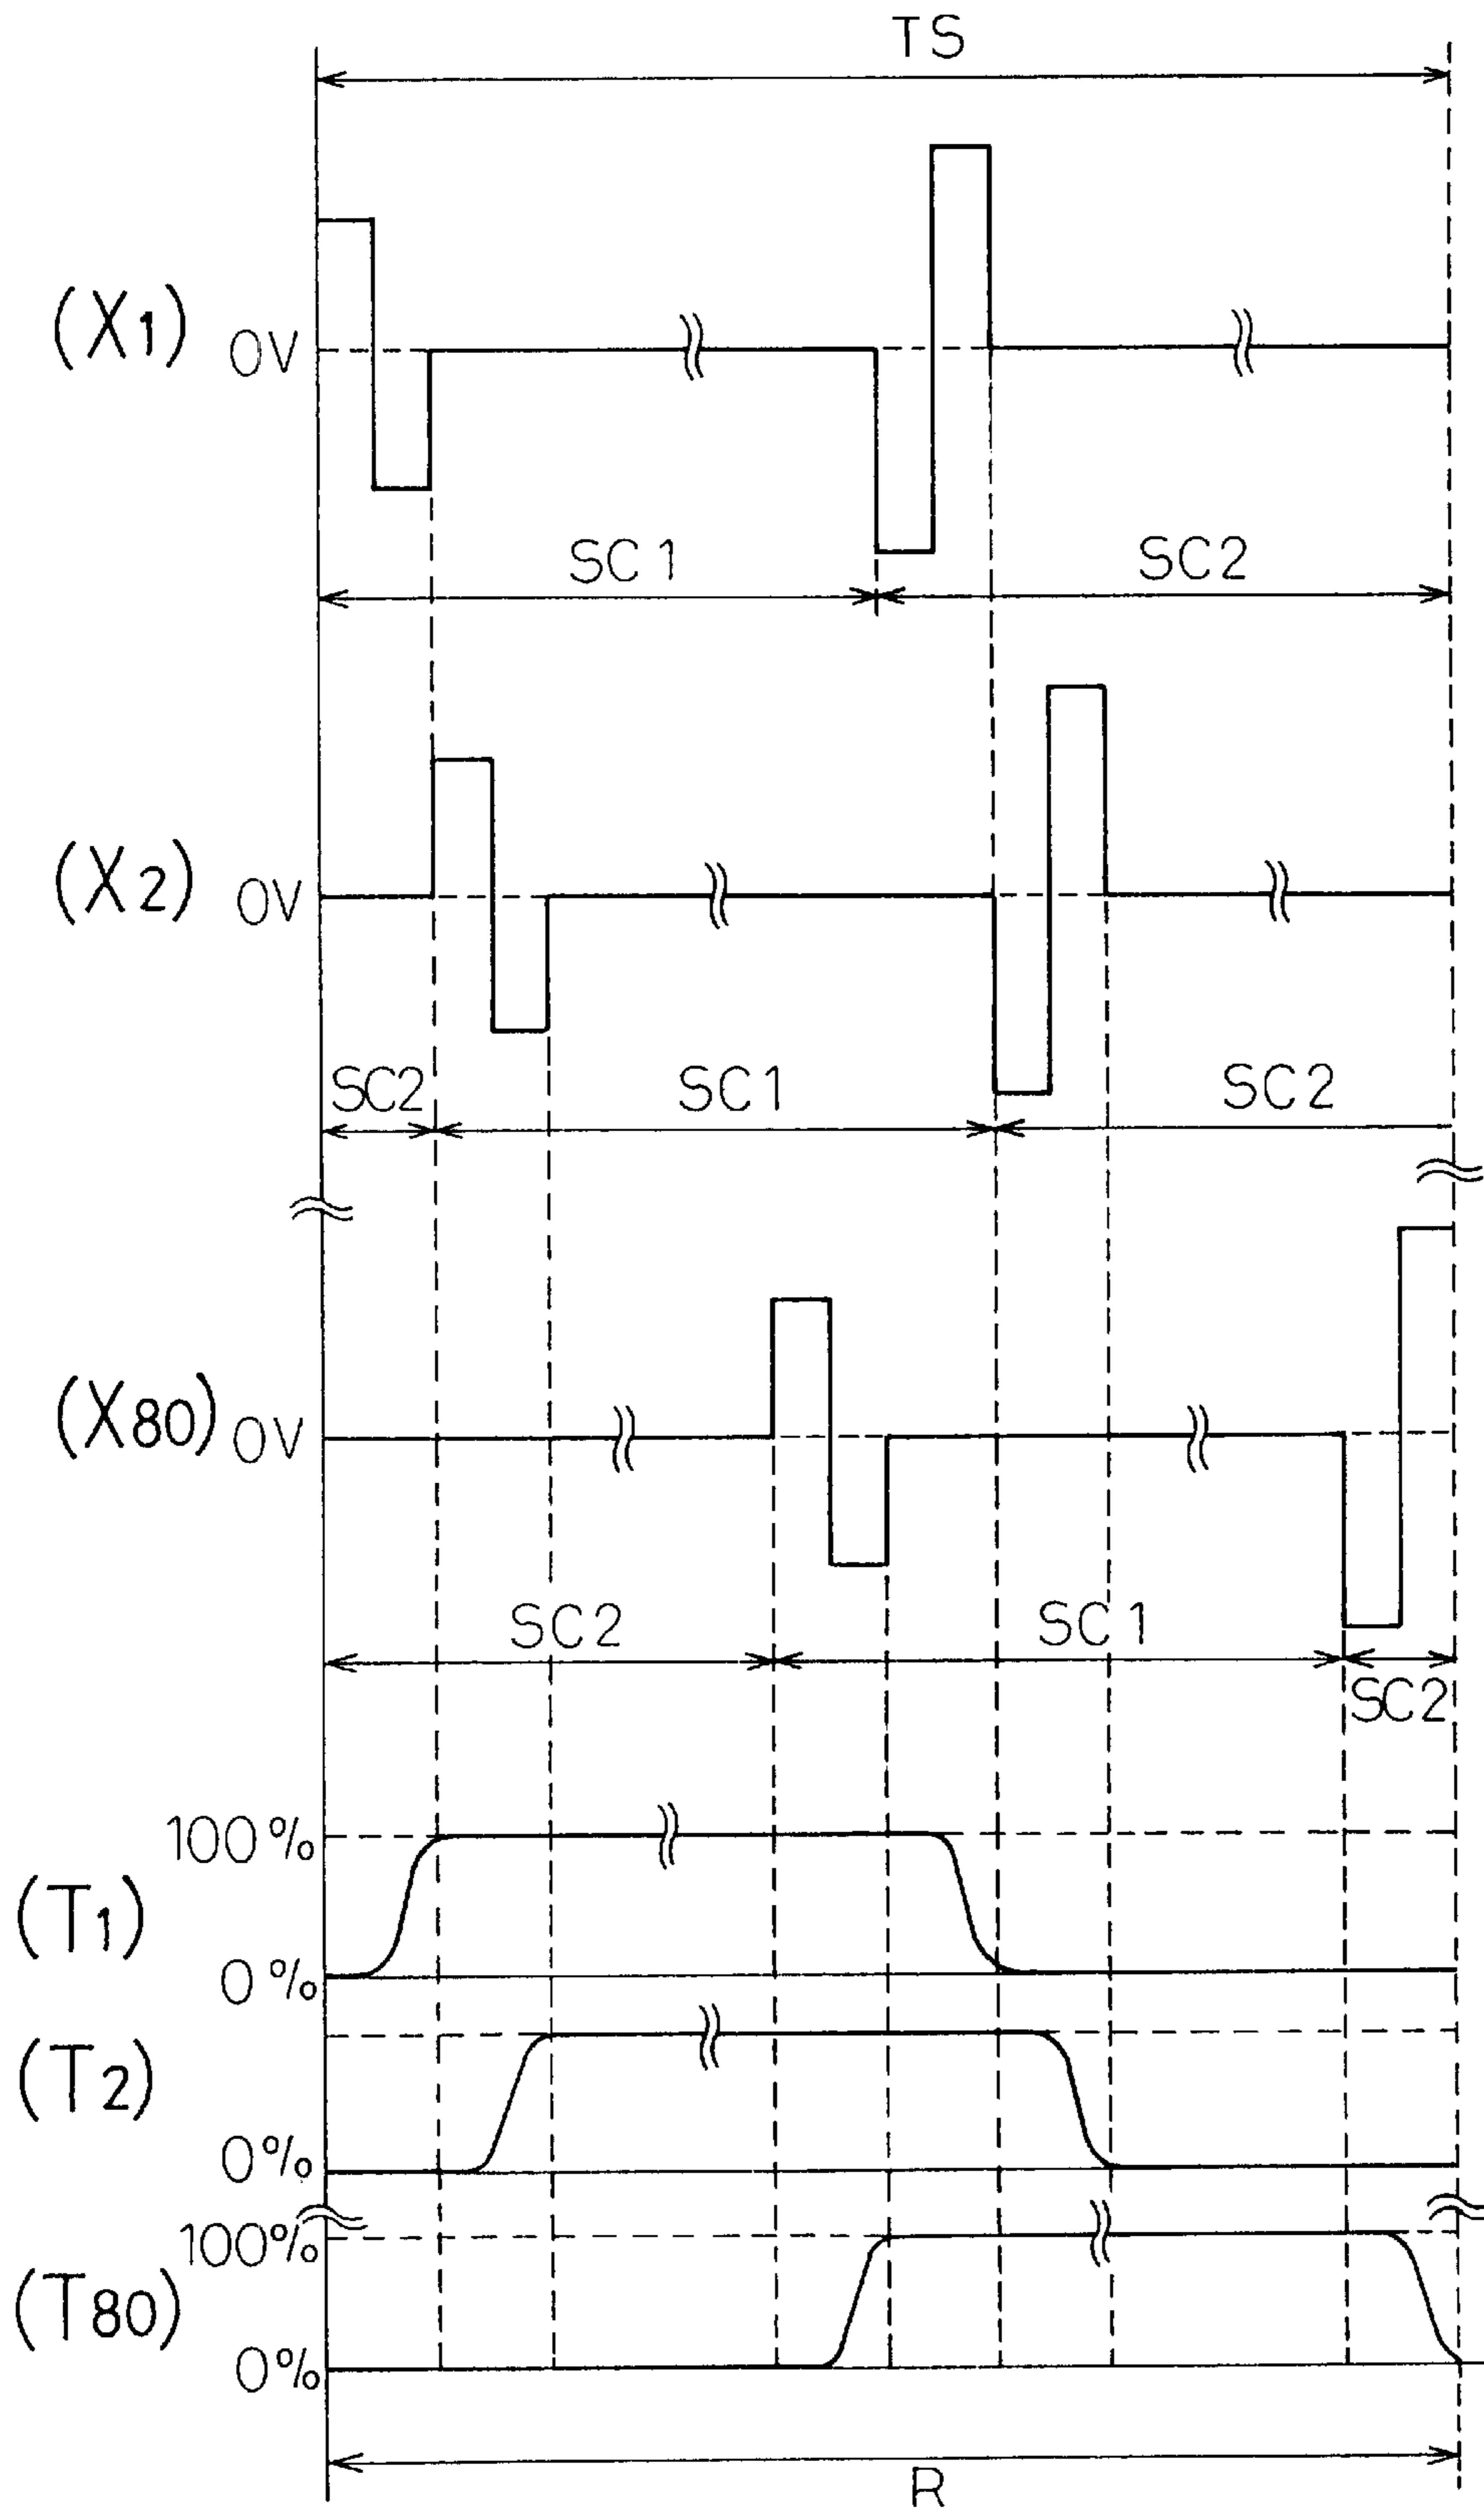 TS
(X1) 0V
SC1 SC2
(X2) 0V
SC2 SC1 SC2
(X80) 0V
SC2 SC1
SC2
100%
(T1)
0%
(T2)
0%
100%
(T80)
0%
R